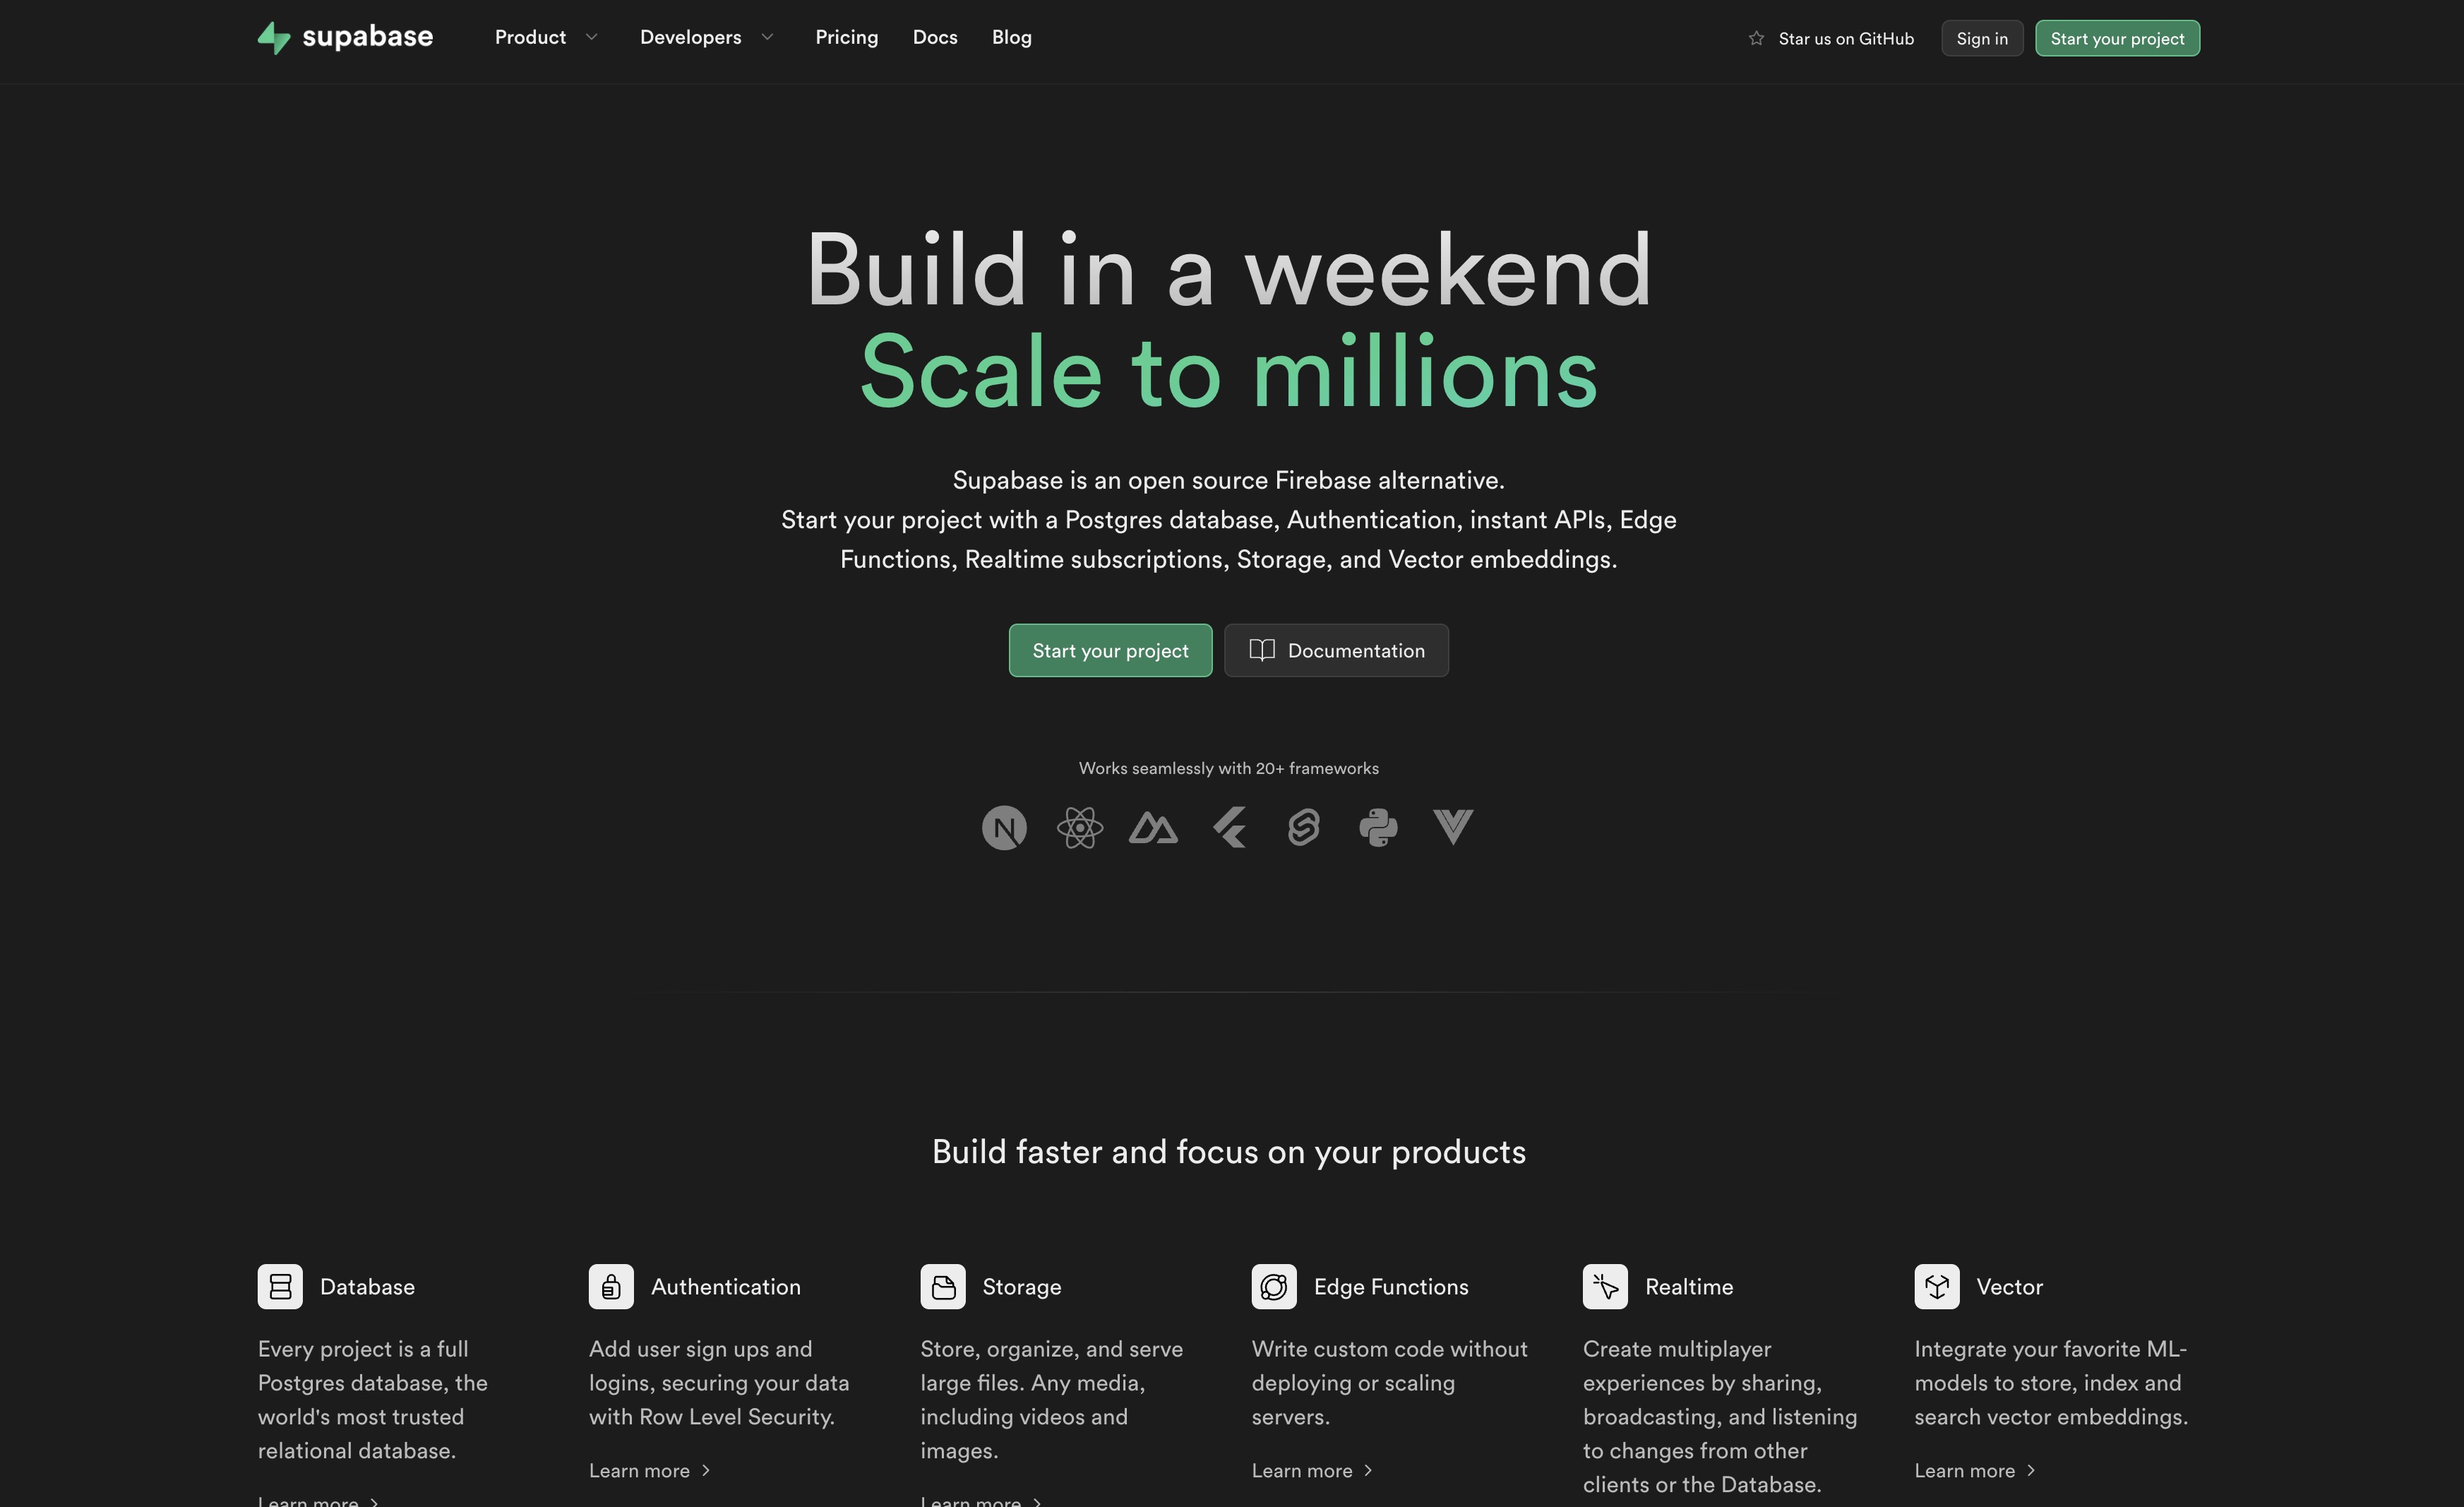 supabase
Product
Developers
Pricing
Docs
Blog
Star us on GitHub
Sign in
Start your project
Build in a weekend
Scale to millions
Supabase is an open source Firebase alternative.
Start your project with a Postgres database, Authentication, instant APIs, Edge
Functions, Realtime subscriptions, Storage, and Vector embeddings.
Start your project
Documentation
Works seamlessly with 20+ frameworks
N
Build faster and focus on your products
Database
Every project is a full
Postgres database, the
world's most trusted
relational database.
Learn more
Authentication
Add user sign ups and
logins, securing your data
with Row Level Security.
Learn more
Storage
Store, organize, and serve
large files. Any media,
including videos and
images.
Learn more
Edge Functions
Write custom code without
deploying or scaling
servers.
Learn more
Realtime
Create multiplayer
experiences by sharing,
broadcasting, and listening
to changes from other
clients or the Database.
Vector
Integrate your favorite ML-
models to store, index and
search vector embeddings.
Learn more